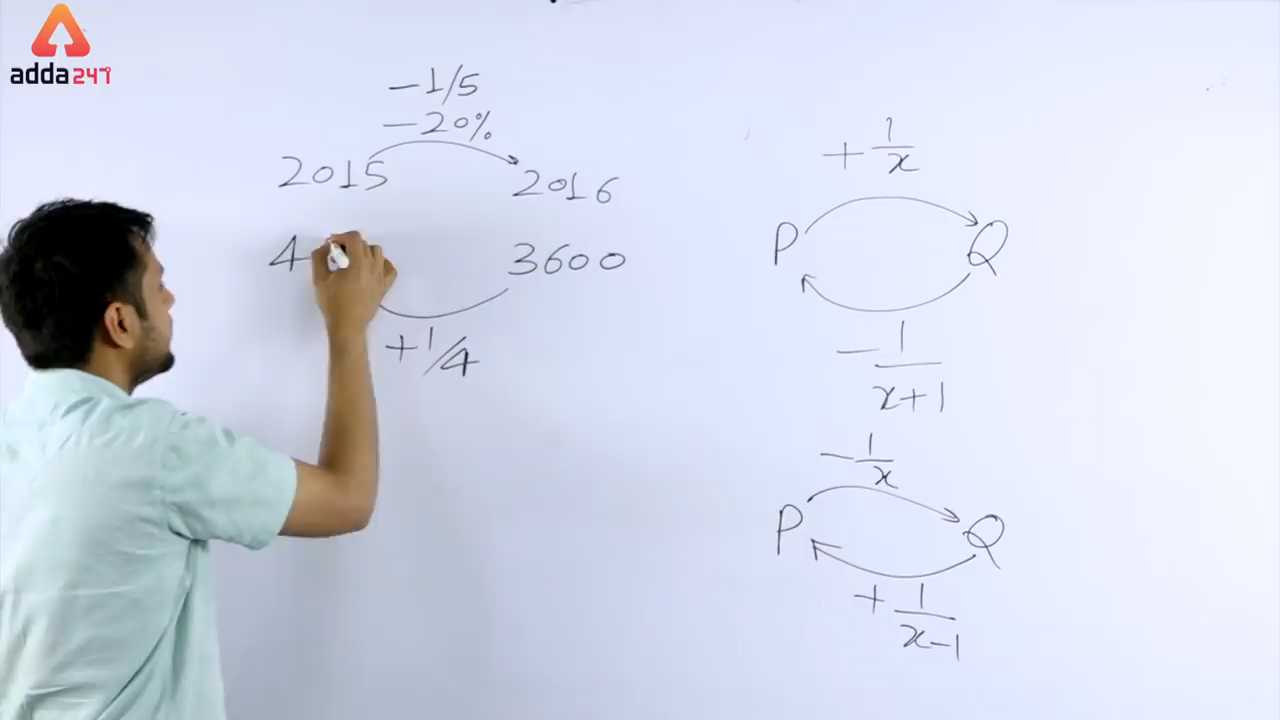 adda247
-1/5
-20%
2015 2016
4 3600
+1/4
+ 1/x
P Q
- 1/x+1
- 1/x
P Q
+ 1/x-1